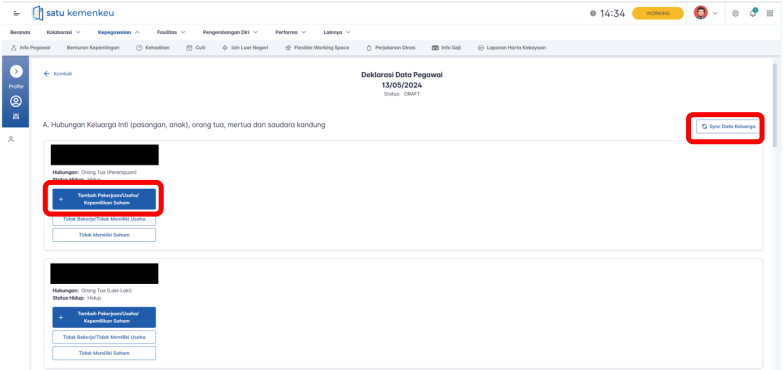 satu kemenkeu
14:34
WORKING
Beranda Kolaborasi Kepegawaian Fasilitas Pengembangan Diri Performa Lainnya
Info Pegawai Benturan Kepentingan Kehadiran Cuti Izin Luar Negeri Flexible Working Space Perjalanan Dinas Info Gaji Laporan Harta Kekayaan
Profile
Kembali
Deklarasi Data Pegawai
13/05/2024
Status: DRAFT
A. Hubungan Keluarga Inti (pasangan, anak), orang tua, mertua dan saudara kandung
Sync Data Keluarga
Hubungan: Orang Tua (Perempuan)
Status Hidup: Hidup
+ Tambah Pekerjaan/Usaha/
Kepemilikan Saham
Tidak Bekerja/Tidak Memiliki Usaha
Tidak Memiliki Saham
Hubungan: Orang Tua (Laki-Laki)
Status Hidup: Hidup
+ Tambah Pekerjaan/Usaha/
Kepemilikan Saham
Tidak Bekerja/Tidak Memiliki Usaha
Tidak Memiliki Saham